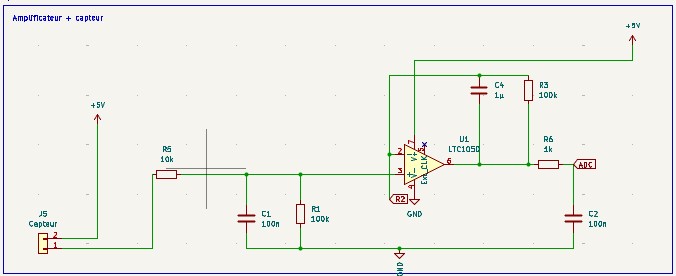 Amplificateur + capteur
+5V
C4
1µ
R3
100k
+5V
U1
LTC1050
7
2
V+
5
Ext_CLK
6
3
V-
4
R2
GND
R6
1k
ADC
R5
10k
C1
100n
R1
100k
C2
100n
J5
Capteur
2
1
GND